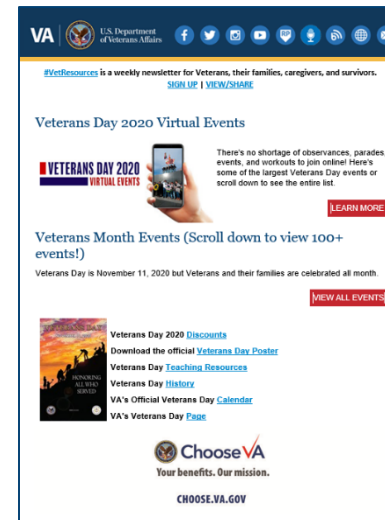 VA
U.S. Department
of Veterans Affairs
#VetResources is a weekly newsletter for Veterans, their families, caregivers, and survivors.
SIGN UP | VIEW/SHARE
Veterans Day 2020 Virtual Events
VETERANS DAY 2020
VIRTUAL EVENTS
There's no shortage of observances, parades,
events, and workouts to join online! Here's
some of the largest Veterans Day events or
scroll down to see the entire list.
LEARN MORE
Veterans Month Events (Scroll down to view 100+
events!)
Veterans Day is November 11, 2020 but Veterans and their families are celebrated all month.
VIEW ALL EVENTS
VETERANS DAY
HONORING
ALL WHO
SERVED
Veterans Day 2020 Discounts
Download the official Veterans Day Poster
Veterans Day Teaching Resources
Veterans Day History
VA's Official Veterans Day Calendar
VA's Veterans Day Page
Choose VA
Your benefits. Our mission.
CHOOSE.VA.GOV